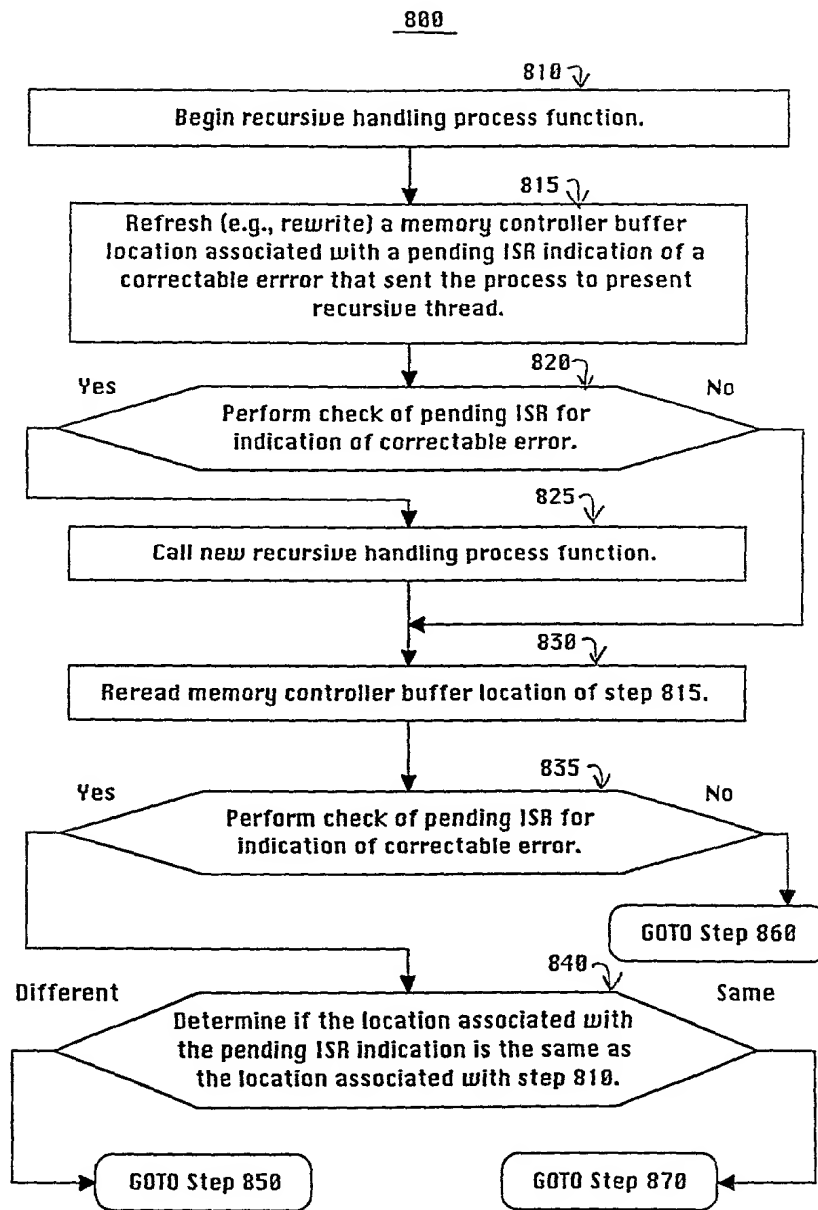 800
810
Begin recursive handling process function.
815
Refresh (e.g., rewrite) a memory controller buffer
location associated with a pending ISR indication of a
correctable errror that sent the process to present
recursive thread.
820
Yes
No
Perform check of pending ISR for
indication of correctable error.
825
Call new recursive handling process function.
830
Reread memory controller buffer location of step 815.
835
Yes
No
Perform check of pending ISR for
indication of correctable error.
GOTO Step 860
840
Different
Same
Determine if the location associated with
the pending ISR indication is the same as
the location associated with step 810.
GOTO Step 850
GOTO Step 870